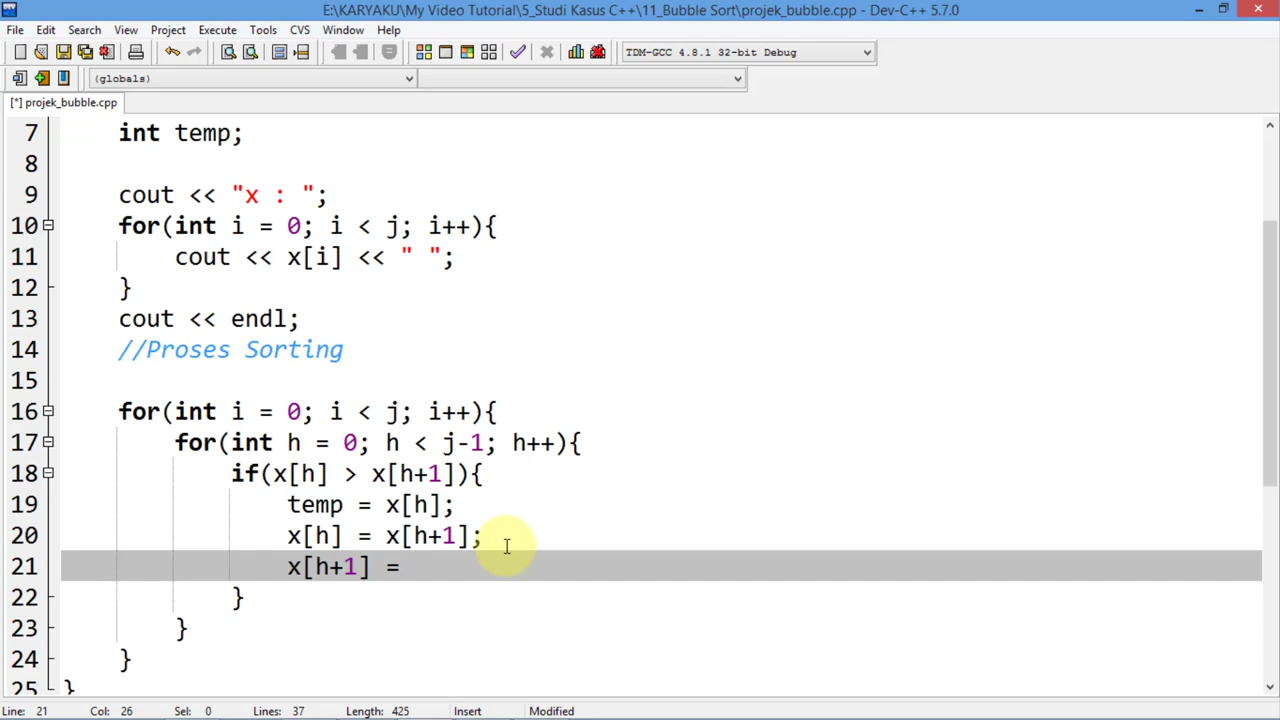 E:\KARYAKU\My Video Tutorial\5_Studi Kasus C++\11_Bubble Sort\projek_bubble.cpp - Dev-C++ 5.7.0
File Edit Search View Project Execute Tools CVS Window Help
TDM-GCC 4.8.1 32-bit Debug
(globals)
[*] projek_bubble.cpp
7 int temp;
8
9 cout << "x : ";
10 for(int i = 0; i < j; i++){
11 cout << x[i] << " ";
12 }
13 cout << endl;
14 //Proses Sorting
15
16 for(int i = 0; i < j; i++){
17 for(int h = 0; h < j-1; h++){
18 if(x[h] > x[h+1]){
19 temp = x[h];
20 x[h] = x[h+1];
21 x[h+1] =
22 }
23 }
24 }
25 }
Line: 21 Col: 26 Sel: 0 Lines: 37 Length: 425 Insert Modified